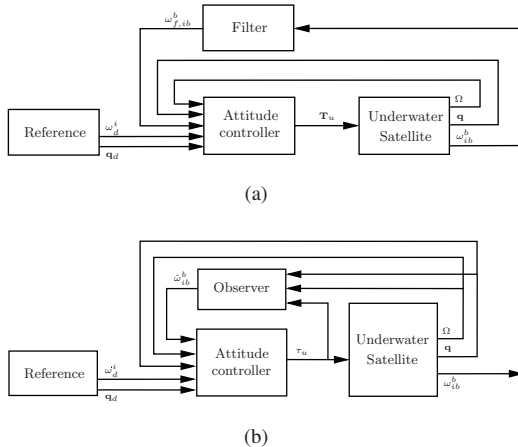 ω^b_{f,ib}
Filter
Reference
ω^i_d
q_d
Attitude
controller
T_u
Underwater
Satellite
Ω
q
ω^b_{ib}
(a)
ω̂^b_{ib}
Observer
Reference
ω^i_d
q_d
Attitude
controller
τ_u
Underwater
Satellite
Ω
q
ω^b_{ib}
(b)